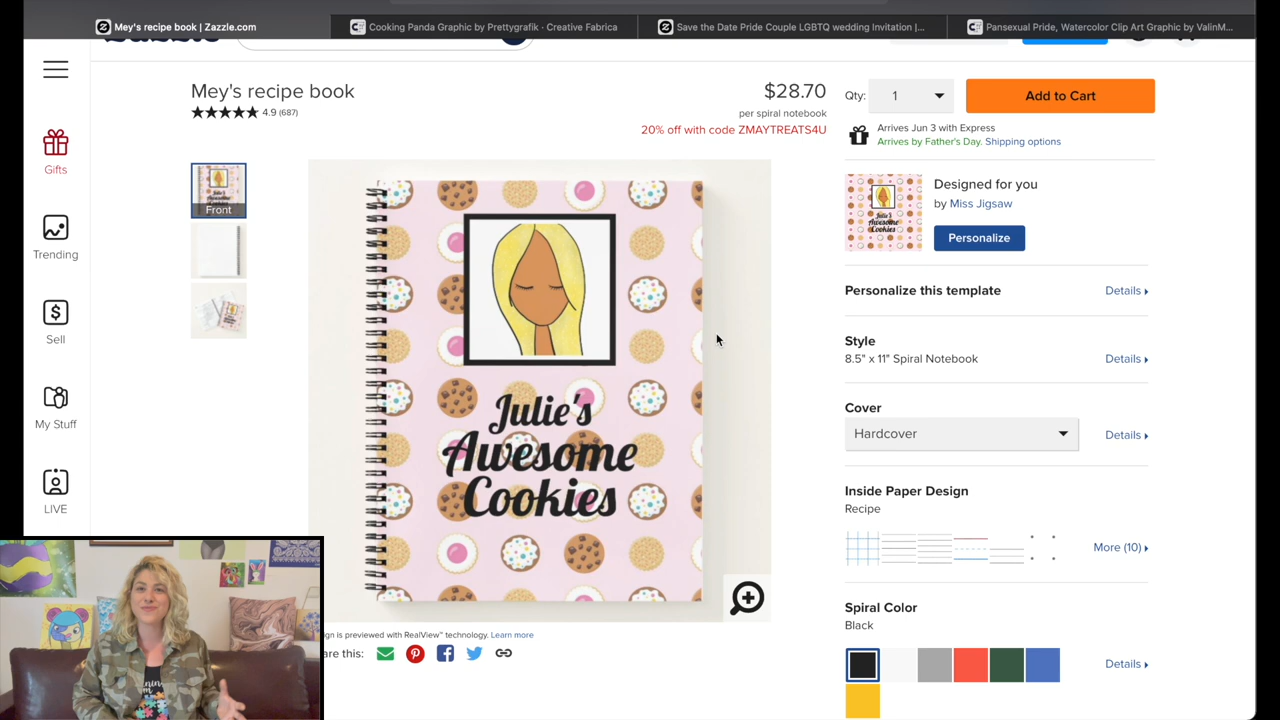 Mey's recipe book | Zazzle.com
Cooking Panda Graphic by Prettygrafik - Creative Fabrica
Save the Date Pride Couple LGBTQ wedding Invitation |...
Pansexual Pride, Watercolor Clip Art Graphic by ValinM...
Mey's recipe book
4.9 (687)
$28.70
per spiral notebook
20% off with code ZMAYTREATS4U
Qty:
1
Add to Cart
Arrives Jun 3 with Express
Arrives by Father's Day. Shipping options
Gifts
Trending
Sell
My Stuff
LIVE
Front
Julie's
Awesome
Cookies
Julie's
Awesome
Cookies
Designed for you
by Miss Jigsaw
Personalize
Personalize this template
Details
Style
8.5" x 11" Spiral Notebook
Details
Cover
Hardcover
Details
Inside Paper Design
Recipe
More (10)
Spiral Color
Black
Details
ign is previewed with RealView™ technology. Learn more
are this: